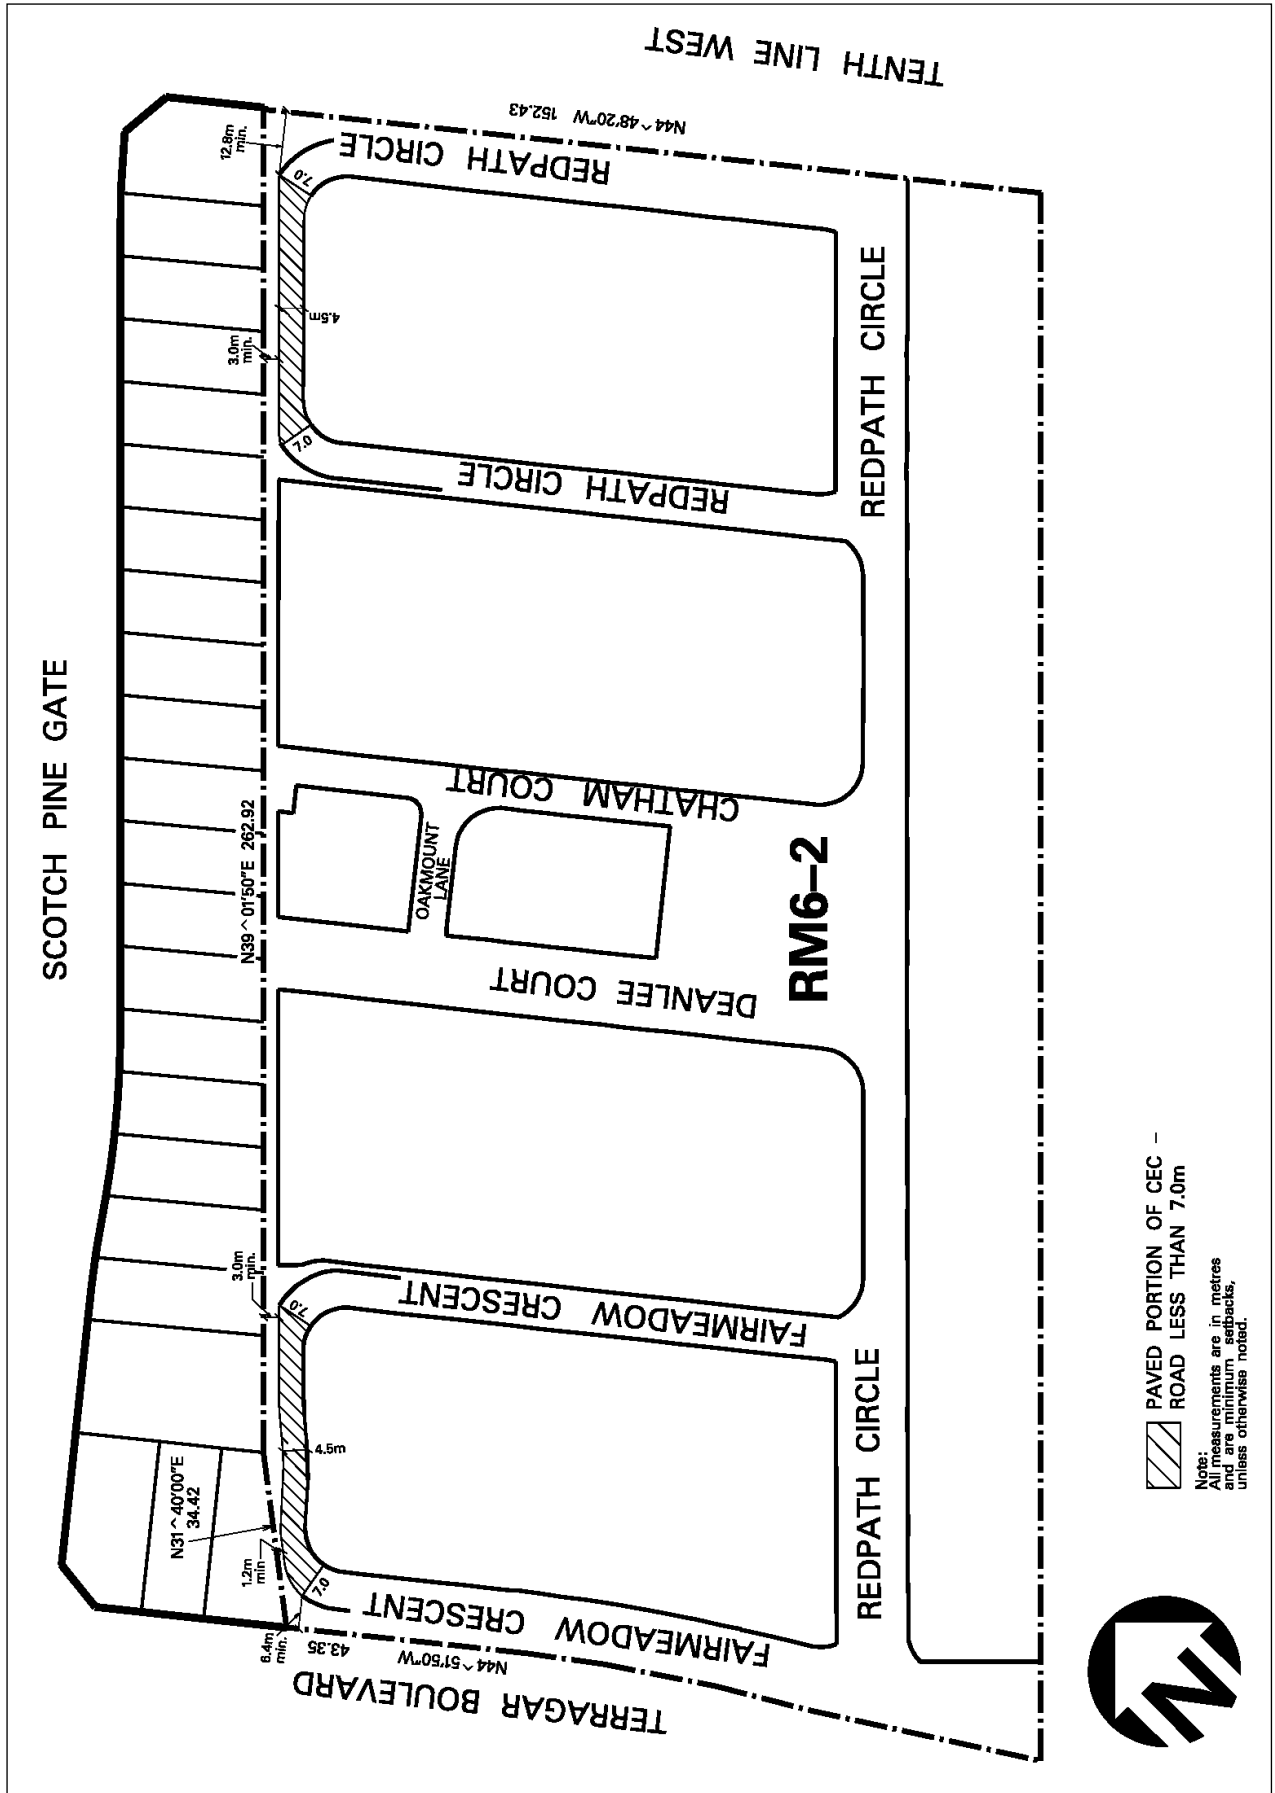 TENTH LINE WEST
N44^48'20"W 152.43
12.8m
min.
7.0
REDPATH CIRCLE
4.5m
3.0m
min.
7.0
REDPATH CIRCLE
REDPATH CIRCLE
SCOTCH PINE GATE
N39^01'50"E 262.92
CHATHAM COURT
OAKMOUNT
LANE
RM6-2
DEANLEE COURT
3.0m
min.
7.0
FAIRMEADOW CRESCENT
4.5m
N31^40'00"E
34.42
1.2m
min
7.0
REDPATH CIRCLE
FAIRMEADOW CRESCENT
6.4m
min.
43.35
N44^51'50"W
TERRAGAR BOULEVARD
PAVED PORTION OF CEC -
ROAD LESS THAN 7.0m
Note:
All measurements are in metres
and are minimum setbacks,
unless otherwise noted.
N